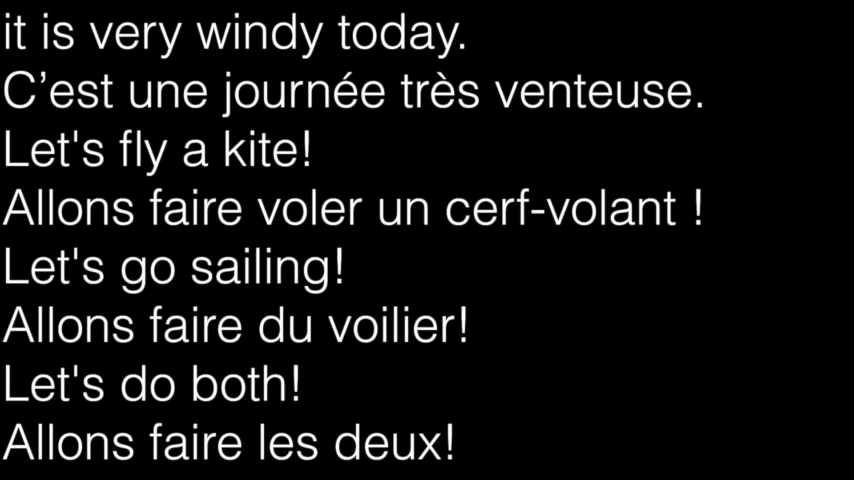 it is very windy today.
C’est une journée très venteuse.
Let's fly a kite!
Allons faire voler un cerf-volant !
Let's go sailing!
Allons faire du voilier!
Let's do both!
Allons faire les deux!